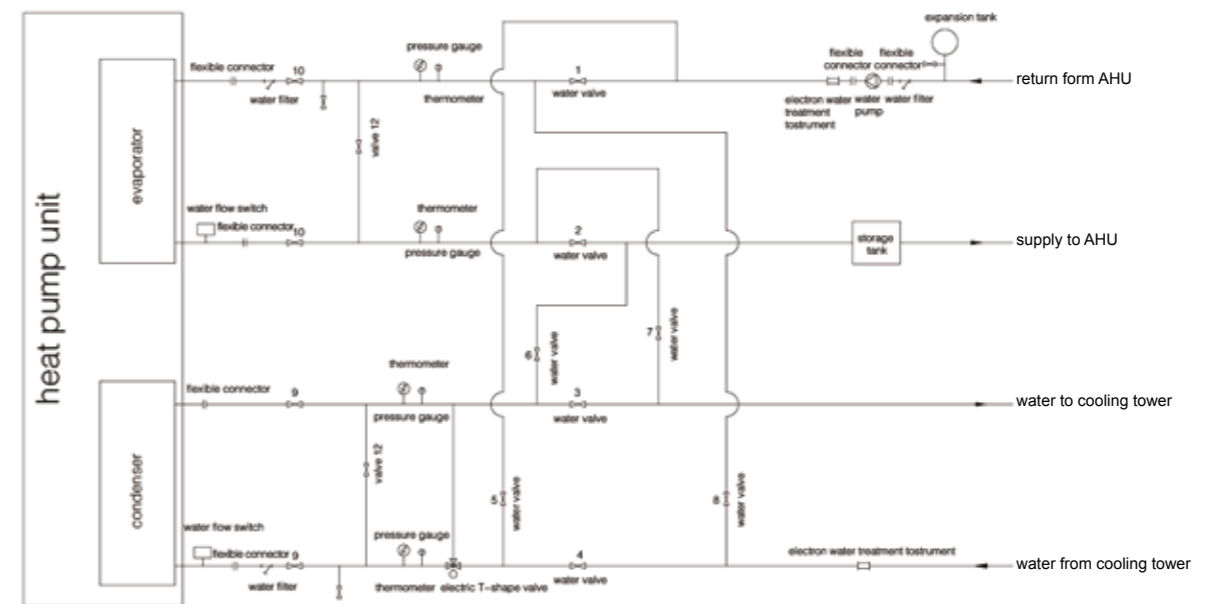 heat pump unit
expansion tank
evaporator
flexible connector
10
water filter
pressure gauge
thermometer
valve 12
1
water valve
flexible
connector
flexible
connector
electron water
treatment
tostrument
water
pump
water filter
return form AHU
water flow switch
flexible connector
10
thermometer
pressure gauge
2
water valve
storage
tank
supply to AHU
6
water valve
7
water valve
condenser
flexible connector
9
thermometer
pressure gauge
valve 12
3
water valve
water to cooling tower
5
water valve
8
water valve
water flow switch
flexible connector
9
water filter
pressure gauge
thermometer
electric T-shape valve
4
water valve
electron water treatment tostrument
water from cooling tower